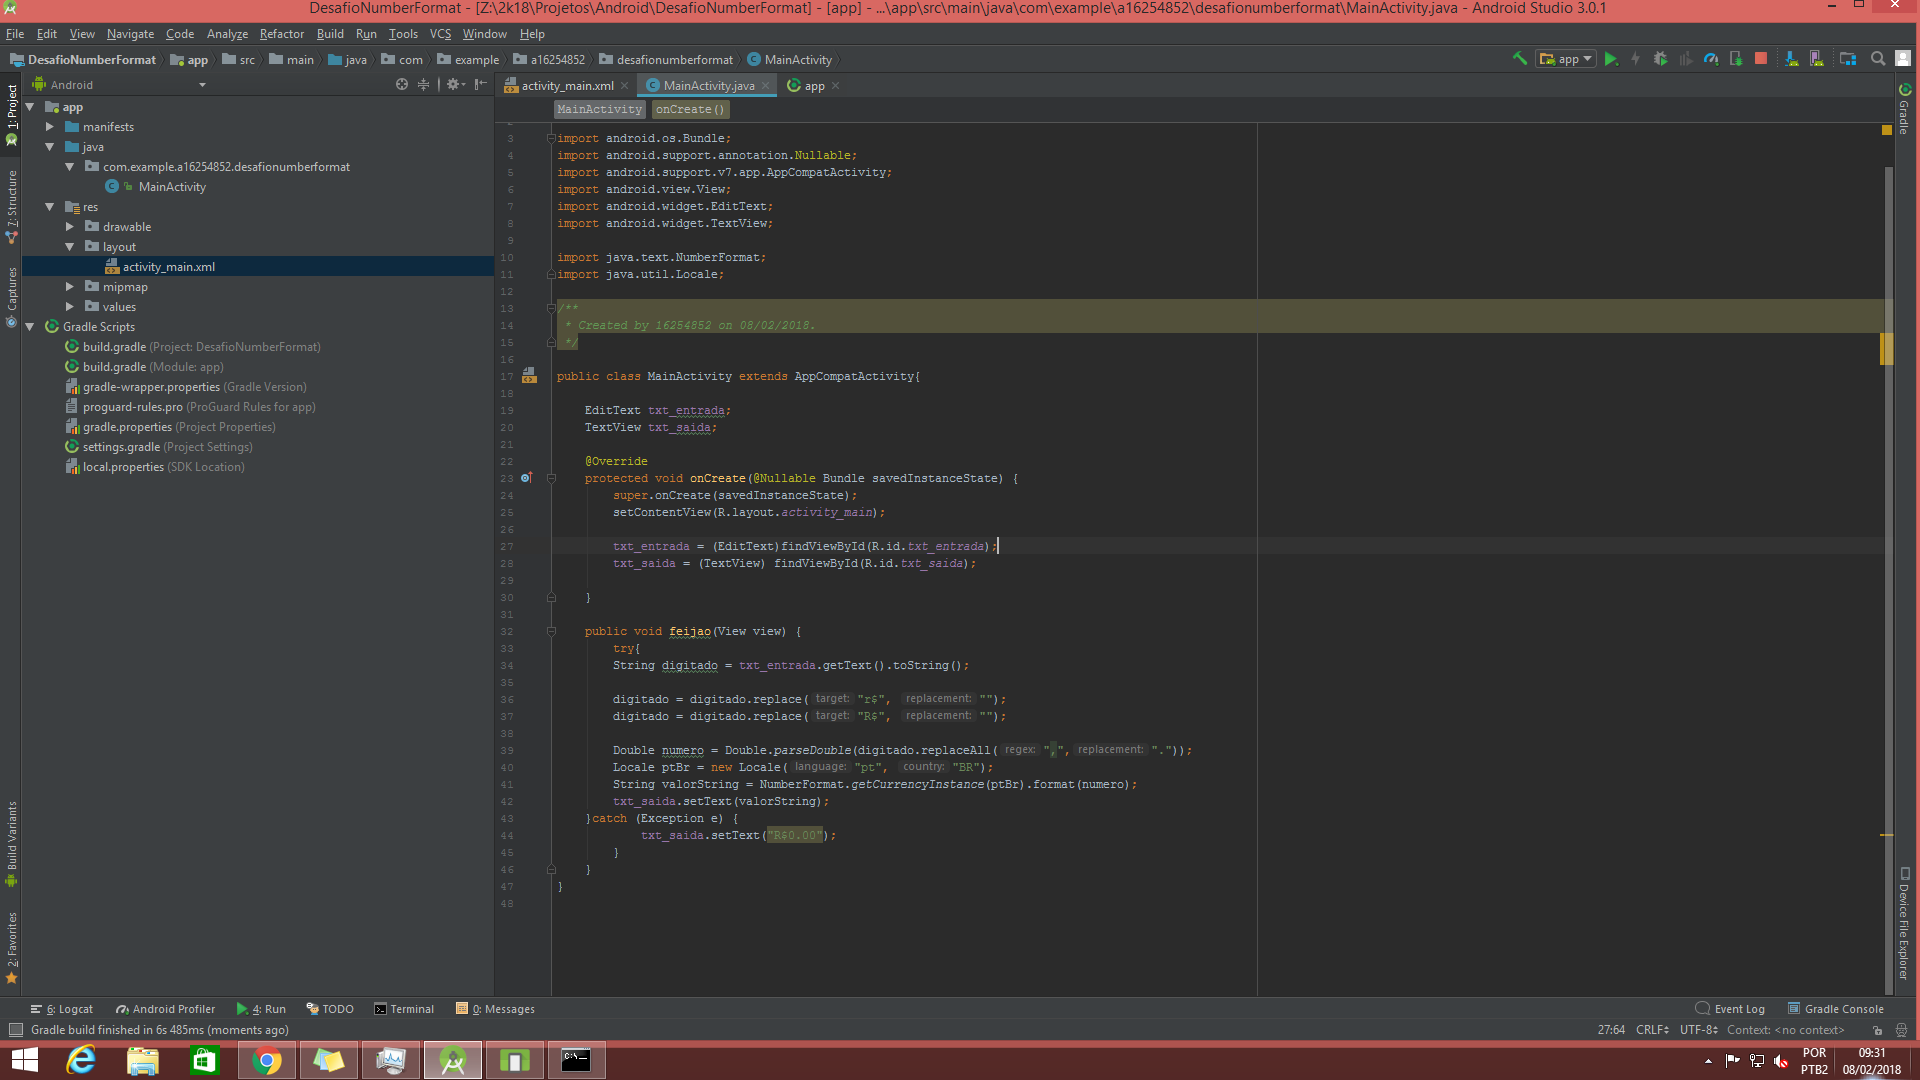 DesafioNumberFormat - [Z:\2k18\Projetos\Android\DesafioNumberFormat] - [app] - ...\app\src\main\java\com\example\a16254852\desafionumberformat\MainActivity.java - Android Studio 3.0.1
File Edit View Navigate Code Analyze Refactor Build Run Tools VCS Window Help
DesafioNumberFormat app src main java com example a16254852 desafionumberformat MainActivity
app
Android
activity_main.xml MainActivity.java app
MainActivity onCreate()
1: Project
7: Structure
Captures
Build Variants
2: Favorites
app
manifests
java
com.example.a16254852.desafionumberformat
MainActivity
res
drawable
layout
activity_main.xml
mipmap
values
Gradle Scripts
build.gradle (Project: DesafioNumberFormat)
build.gradle (Module: app)
gradle-wrapper.properties (Gradle Version)
proguard-rules.pro (ProGuard Rules for app)
gradle.properties (Project Properties)
settings.gradle (Project Settings)
local.properties (SDK Location)
3 import android.os.Bundle;
4 import android.support.annotation.Nullable;
5 import android.support.v7.app.AppCompatActivity;
6 import android.view.View;
7 import android.widget.EditText;
8 import android.widget.TextView;
9
10 import java.text.NumberFormat;
11 import java.util.Locale;
12
13 /**
14 * Created by 16254852 on 08/02/2018.
15 */
16
17 public class MainActivity extends AppCompatActivity{
18
19 EditText txt_entrada;
20 TextView txt_saida;
21
22 @Override
23 protected void onCreate(@Nullable Bundle savedInstanceState) {
24 super.onCreate(savedInstanceState);
25 setContentView(R.layout.activity_main);
26
27 txt_entrada = (EditText)findViewById(R.id.txt_entrada);
28 txt_saida = (TextView) findViewById(R.id.txt_saida);
29
30 }
31
32 public void feijao(View view) {
33 try{
34 String digitado = txt_entrada.getText().toString();
35
36 digitado = digitado.replace( target: "r$", replacement: "");
37 digitado = digitado.replace( target: "R$", replacement: "");
38
39 Double numero = Double.parseDouble(digitado.replaceAll( regex: ",", replacement: "."));
40 Locale ptBr = new Locale( language: "pt", country: "BR");
41 String valorString = NumberFormat.getCurrencyInstance(ptBr).format(numero);
42 txt_saida.setText(valorString);
43 }catch (Exception e) {
44 txt_saida.setText("R$0.00");
45 }
46 }
47 }
48
Gradle
Device File Explorer
6: Logcat Android Profiler 4: Run TODO Terminal 0: Messages Event Log Gradle Console
Gradle build finished in 6s 485ms (moments ago) 27:64 CRLF UTF-8 Context: <no context>
POR 09:31
PTB2 08/02/2018